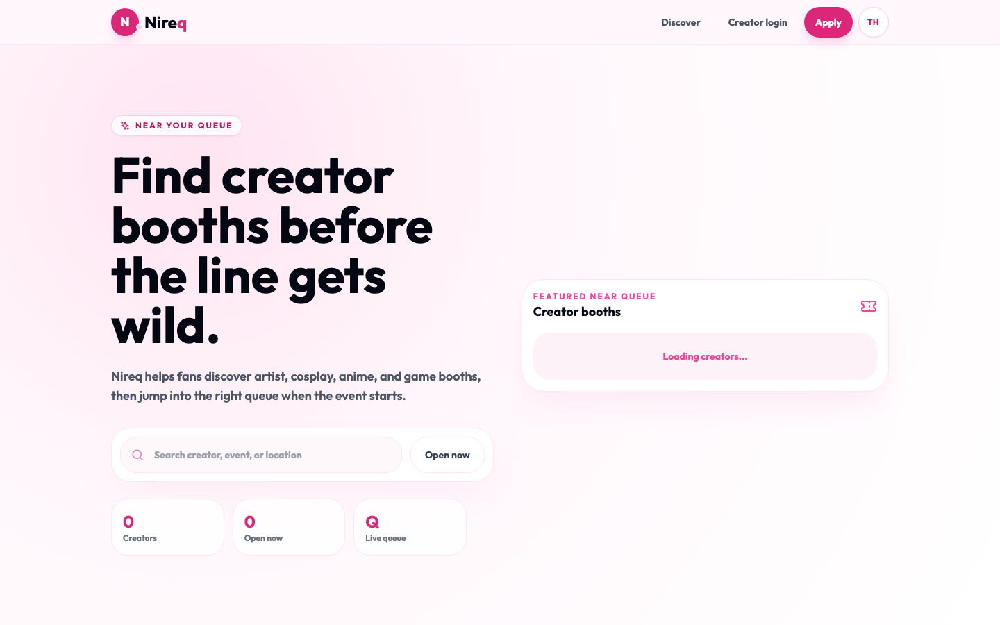 N Nireq
Discover
Creator login
Apply
TH
NEAR YOUR QUEUE
Find creator
booths before
the line gets
wild.
Nireq helps fans discover artist, cosplay, anime, and game booths,
then jump into the right queue when the event starts.
Search creator, event, or location
Open now
0
Creators
0
Open now
Q
Live queue
FEATURED NEAR QUEUE
Creator booths
Loading creators...